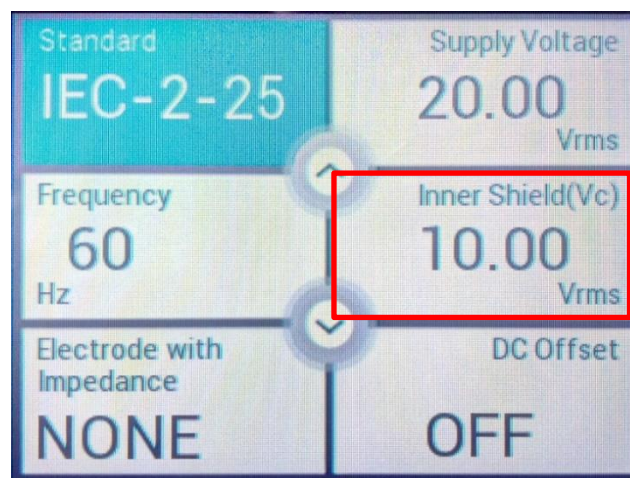 Standard
IEC-2-25
Supply Voltage
20.00
Vrms
Frequency
60
Hz
Inner Shield(Vc)
10.00
Vrms
Electrode with
Impedance
NONE
DC Offset
OFF